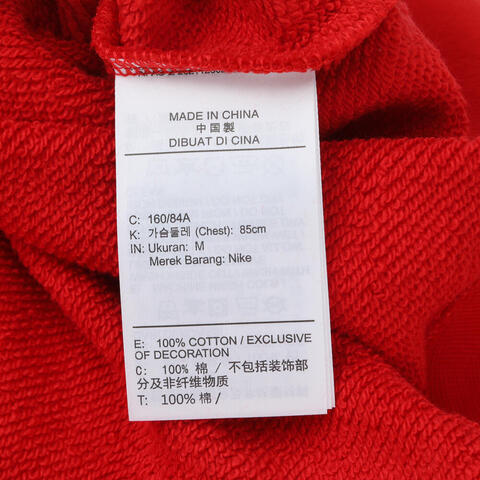 MADE IN CHINA
中国製
DIBUAT DI CINA
C: 160/84A
K: 가슴둘레 (Chest): 85cm
IN: Ukuran: M
Merek Barang: Nike
E: 100% COTTON / EXCLUSIVE
OF DECORATION
C: 100% 棉 / 不包括装饰部
分及非纤维物质
T: 100% 棉 /